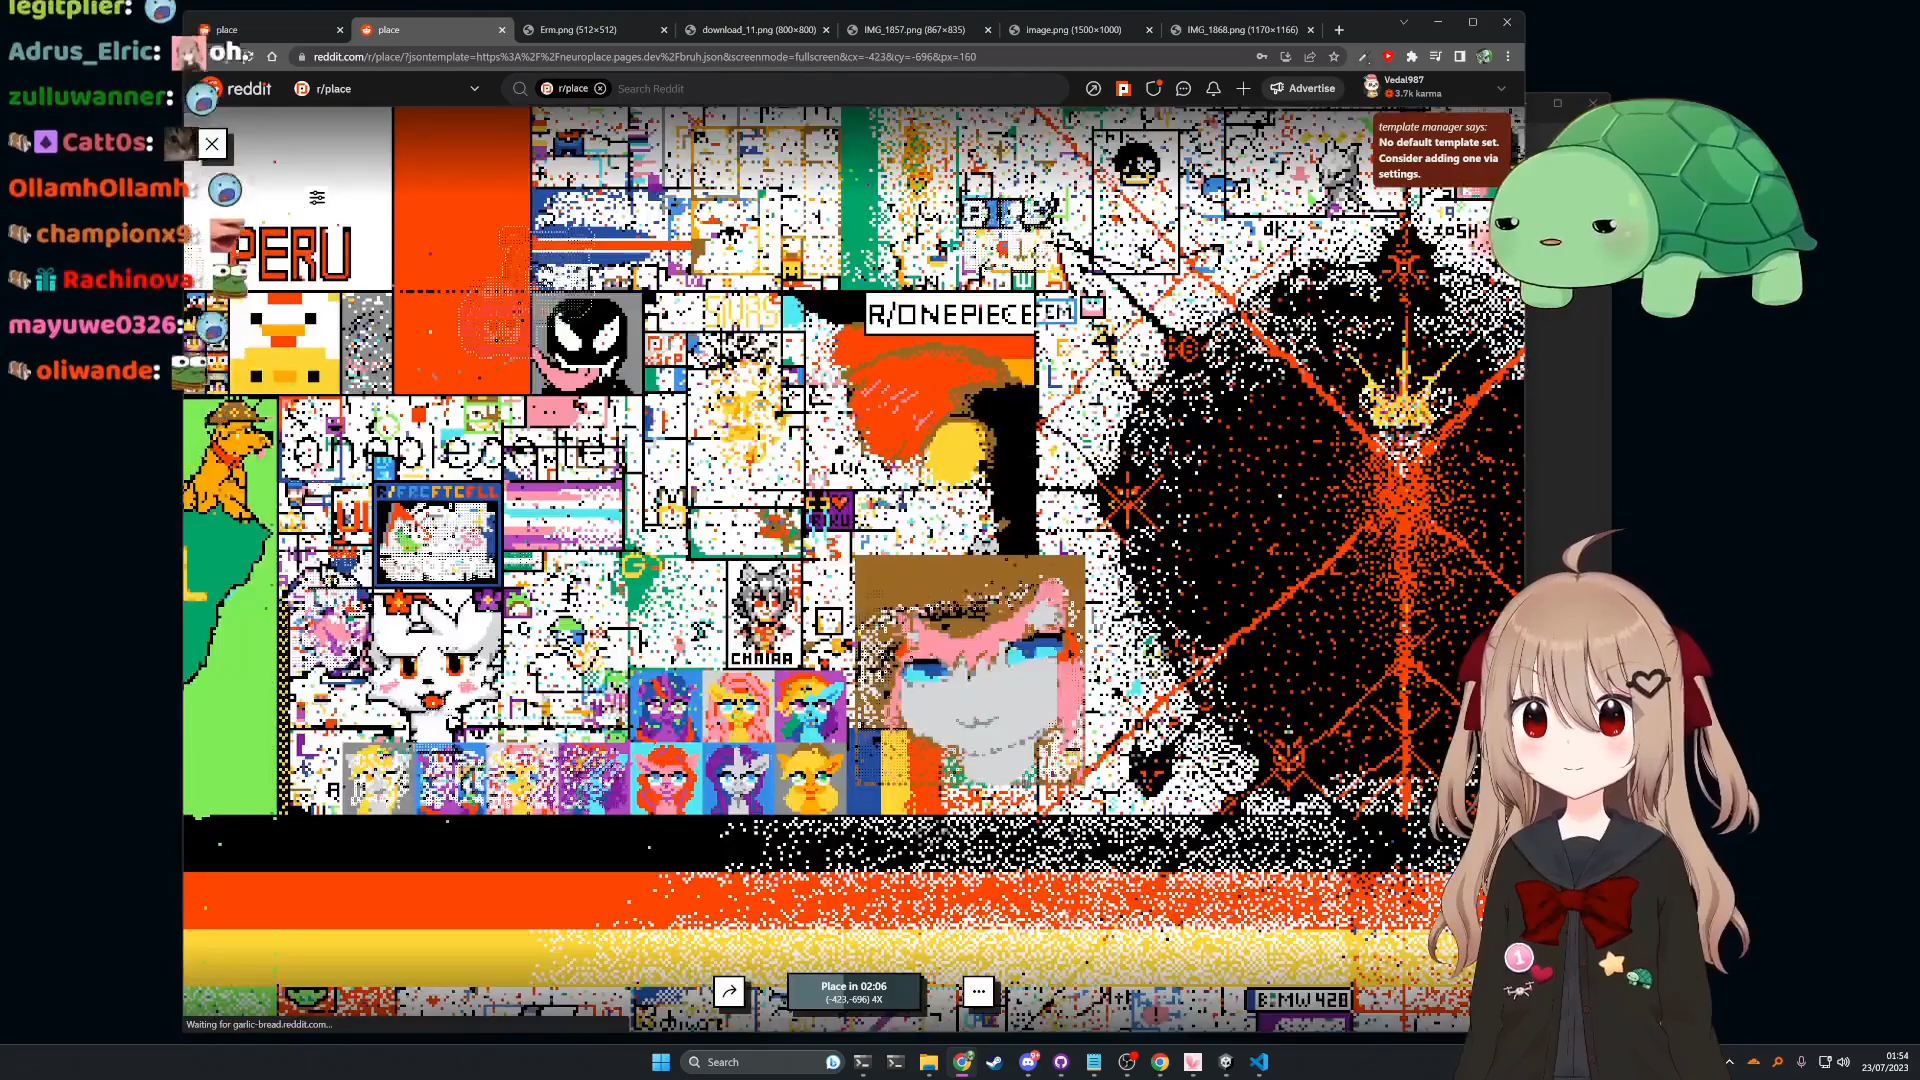 legitplier:
Adrus_Elric: oh.
zulluwanner:
Catt0s:
OllamhOllamh
championx9
Rachinova
mayuwe0326:
oliwande:
place
place
Erm.png (512×512)
download_11.png (800×800)
IMG_1857.png (867×835)
image.png (1500×1000)
IMG_1868.png (1170×1166)
reddit.com/r/place/?jsontemplate=https%3A%2F%2Fneuroplace.pages.dev%2Fbruh.json&screenmode=fullscreen&cx=-423&cy=-696&px=160
reddit
r/place
r/place
Search Reddit
Advertise
Vedal987
3.7k karma
template manager says:
No default template set.
Consider adding one via
settings.
PERU
R/ONEPIECE
R/FRCFTCFLL
CHNIAA
Place in 02:06
(-423,-696) 4X
B:MW420
Waiting for garlic-bread.reddit.com...
Search
01:54
23/07/2023